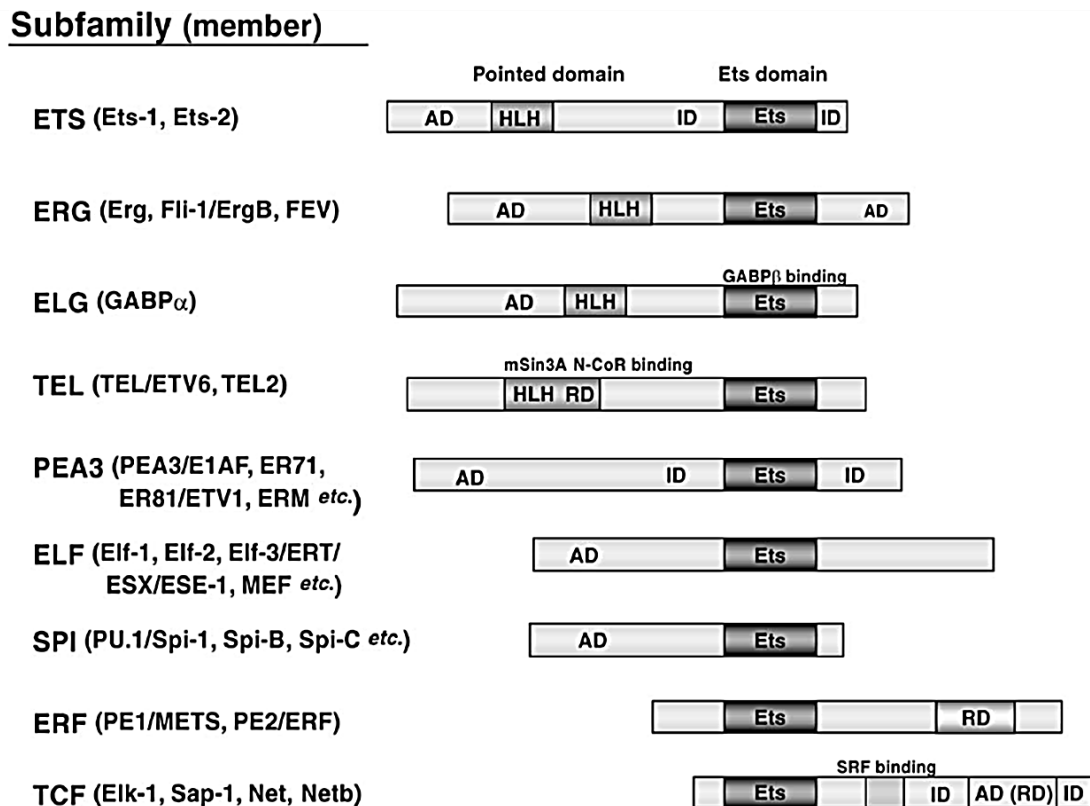 Subfamily (member)
Pointed domain Ets domain
ETS (Ets-1, Ets-2) AD HLH ID Ets ID
ERG (Erg, Fli-1/ErgB, FEV) AD HLH Ets AD
GABPβ binding
ELG (GABPα) AD HLH Ets
mSin3A N-CoR binding
TEL (TEL/ETV6, TEL2) HLH RD Ets
PEA3 (PEA3/E1AF, ER71, AD ID Ets ID
ER81/ETV1, ERM etc.)
ELF (Elf-1, Elf-2, Elf-3/ERT/ AD Ets
ESX/ESE-1, MEF etc.)
SPI (PU.1/Spi-1, Spi-B, Spi-C etc.) AD Ets
ERF (PE1/METS, PE2/ERF) Ets RD
SRF binding
TCF (Elk-1, Sap-1, Net, Netb) Ets ID AD (RD) ID